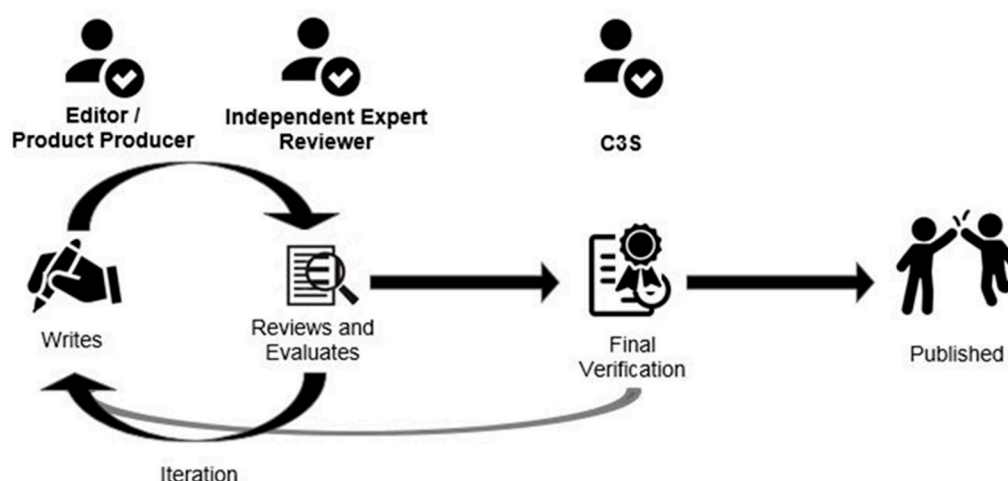 Editor /
Product Producer
Independent Expert
Reviewer
C3S
Writes
Reviews and
Evaluates
Final
Verification
Published
Iteration